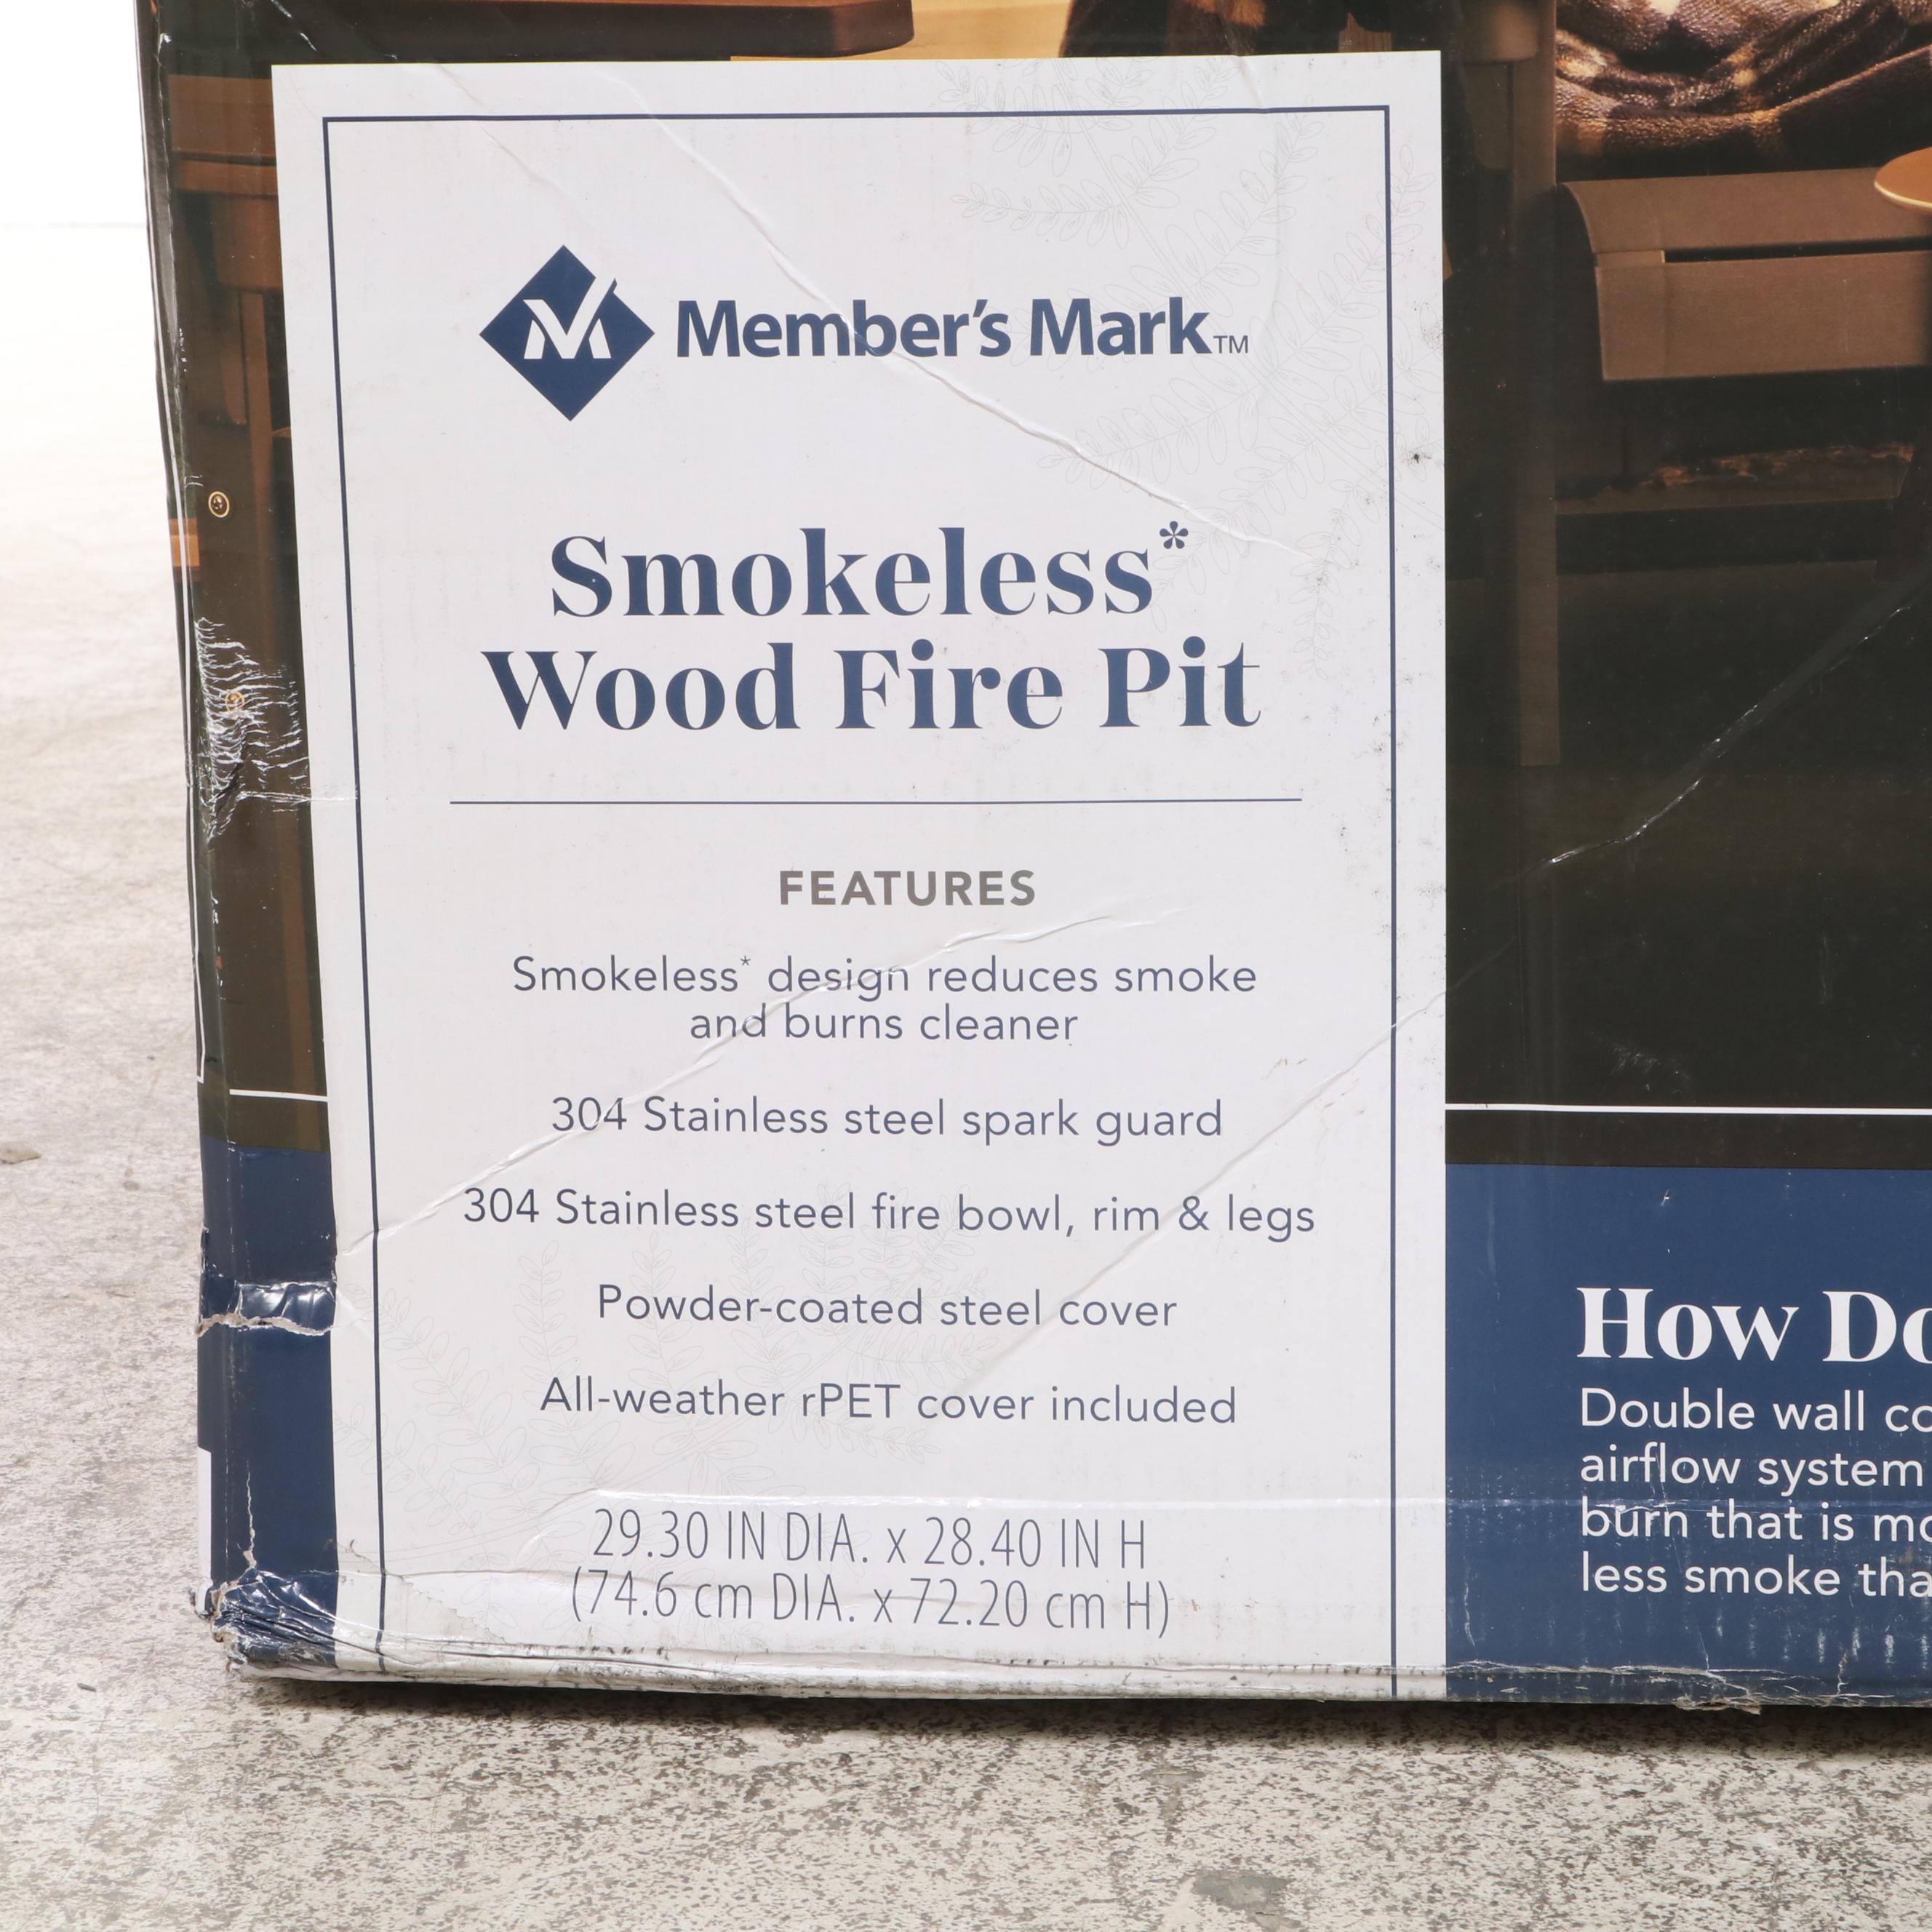 Member's Mark™
Smokeless*
Wood Fire Pit
FEATURES
Smokeless* design reduces smoke
and burns cleaner
304 Stainless steel spark guard
304 Stainless steel fire bowl, rim & legs
Powder-coated steel cover
All-weather rPET cover included
29.30 IN DIA. x 28.40 IN H
(74.6 cm DIA. x 72.20 cm H)
How Do
Double wall
airflow system
burn that is
less smoke